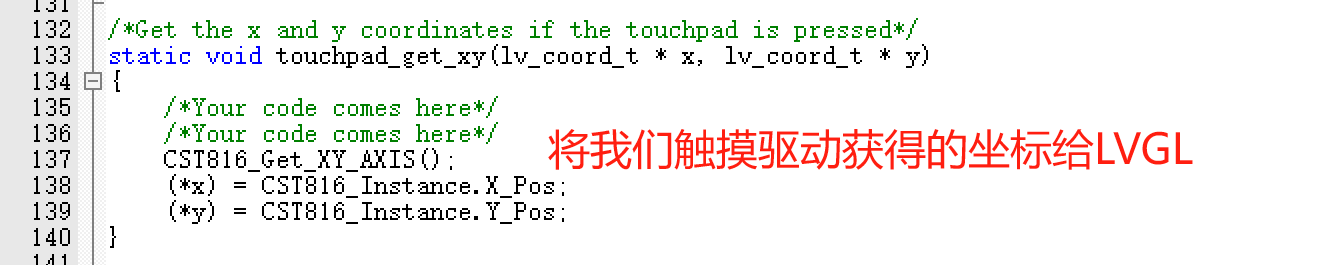 131
132 /*Get the x and y coordinates if the touchpad is pressed*/
133 static void touchpad_get_xy(lv_coord_t * x, lv_coord_t * y)
134 {
135 /*Your code comes here*/
136 /*Your code comes here*/
137 CST816_Get_XY_AXIS();
将我们触摸驱动获得的坐标给LVGL
138 (*x) = CST816_Instance.X_Pos;
139 (*y) = CST816_Instance.Y_Pos;
140 }
141